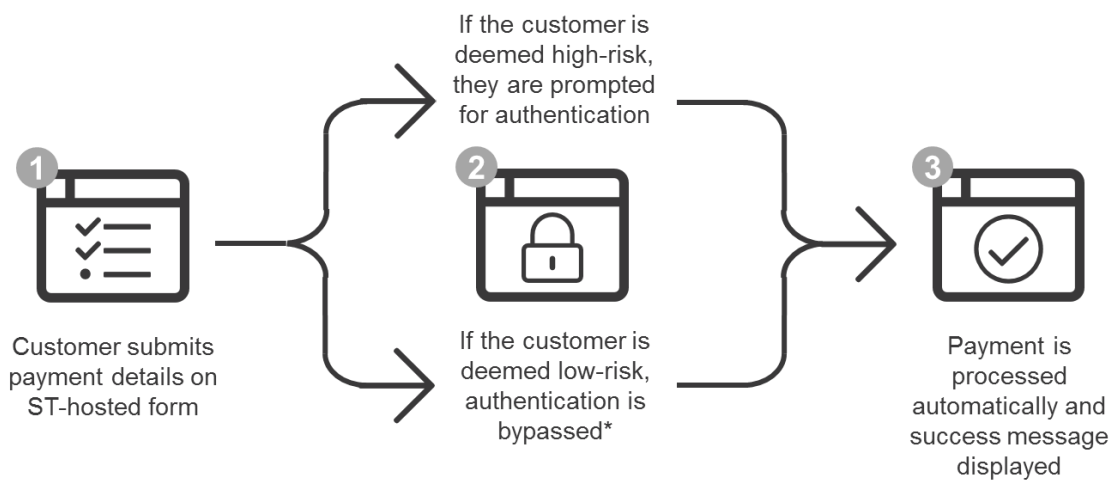 1
Customer submits
payment details on
ST-hosted form
If the customer is
deemed high-risk,
they are prompted
for authentication
2
If the customer is
deemed low-risk,
authentication is
bypassed*
3
Payment is
processed
automatically and
success message
displayed